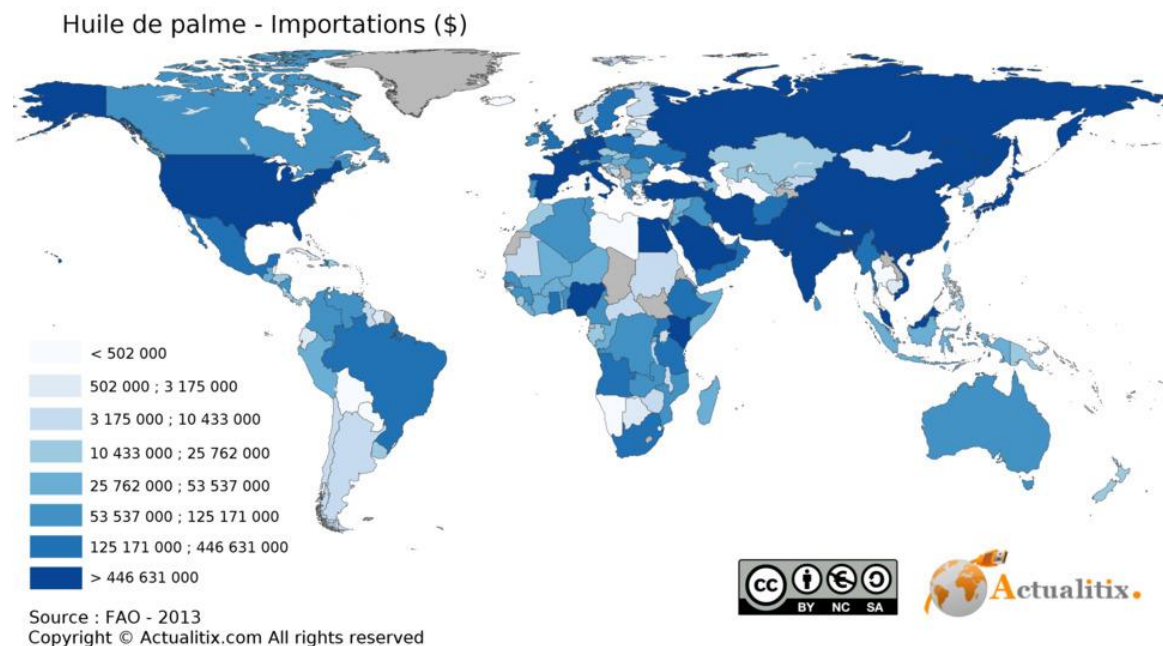 Huile de palme - Importations ($)
< 502 000
502 000 ; 3 175 000
3 175 000 ; 10 433 000
10 433 000 ; 25 762 000
25 762 000 ; 53 537 000
53 537 000 ; 125 171 000
125 171 000 ; 446 631 000
> 446 631 000
Source : FAO - 2013
Copyright © Actualitix.com All rights reserved
cc
BY NC SA
Actualitix.